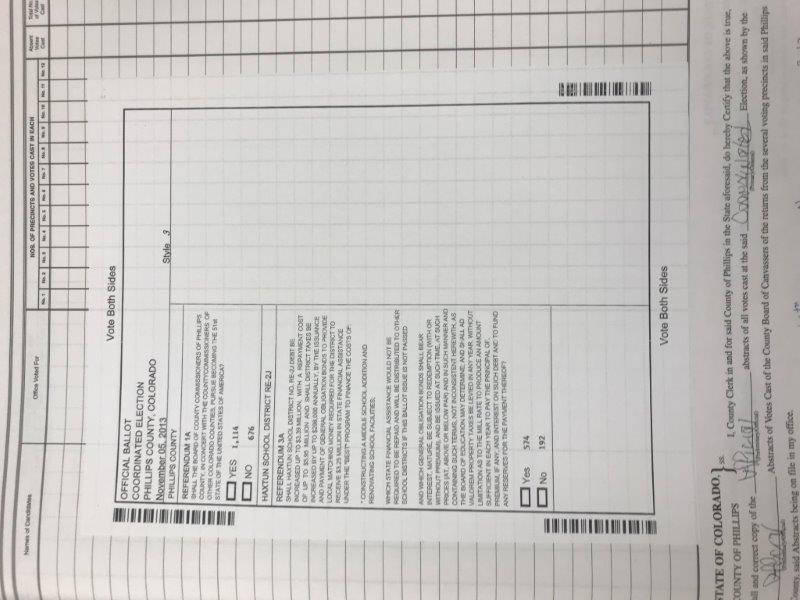 Names of Candidates
Office Voted For
NOS. OF PRECINCTS AND VOTES CAST IN EACH
No. 1 No. 2 No. 3 No. 4 No. 5 No. 6 No. 7 No. 8 No. 9 No. 10 No. 11 No. 12
Absent
Votes
Cast
Total No.
of Votes
Cast
Vote Both Sides
OFFICIAL BALLOT
COORDINATED ELECTION
PHILLIPS COUNTY, COLORADO
November 05, 2013
Style 3
PHILLIPS COUNTY
REFERENDUM 1A
SHALL THE BOARD OF COUNTY COMMISSIONERS OF PHILLIPS
COUNTY, IN CONCERT WITH THE COUNTY COMMISSIONERS OF
OTHER COLORADO COUNTIES, PURSUE BECOMING THE 51st
STATE OF THE UNITED STATES OF AMERICA?
YES 1,114
NO 676
HAXTUN SCHOOL DISTRICT RE-2J
REFERENDUM 3A
SHALL HAXTUN SCHOOL DISTRICT NO. RE-2J DEBT BE
INCREASED UP TO $2.39 MILLION, WITH A REPAYMENT COST
OF UP TO $3.95 MILLION AND SHALL DISTRICT TAXES BE
INCREASED BY UP TO $208,000 ANNUALLY, BY THE ISSUANCE
AND PAYMENT OF GENERAL OBLIGATION BONDS TO PROVIDE
LOCAL MATCHING MONEY REQUIRED FOR THE DISTRICT TO
RECEIVE $3.25 MILLION IN STATE FINANCIAL ASSISTANCE
UNDER THE "BEST" PROGRAM TO FINANCE THE COSTS OF:
* CONSTRUCTING A MIDDLE SCHOOL ADDITION AND
RENOVATING SCHOOL FACILITIES;
WHICH STATE FINANCIAL ASSISTANCE WOULD NOT BE
REQUIRED TO BE REPAID AND WILL BE DISTRIBUTED TO OTHER
SCHOOL DISTRICTS IF THIS BALLOT ISSUE IS NOT PASSED
AND WHICH GENERAL OBLIGATION BONDS SHALL BEAR
INTEREST, MATURE, BE SUBJECT TO REDEMPTION (WITH OR
WITHOUT PREMIUM), AND BE ISSUED AT SUCH TIME, AT SUCH
PRICES (AT, ABOVE OR BELOW PAR) AND IN SUCH MANNER AND
CONTAINING SUCH TERMS, NOT INCONSISTENT HEREWITH, AS
THE BOARD OF EDUCATION MAY DETERMINE; AND SHALL AD
VALOREM PROPERTY TAXES BE LEVIED IN ANY YEAR, WITHOUT
LIMITATION AS TO THE MILL RATE TO PRODUCE AN AMOUNT
SUFFICIENT IN EACH YEAR TO PAY THE PRINCIPAL OF,
PREMIUM, IF ANY, AND INTEREST ON SUCH DEBT AND TO FUND
ANY RESERVES FOR THE PAYMENT THEREOF?
Yes 574
No 192
Vote Both Sides
STATE OF COLORADO,
COUNTY OF PHILLIPS
ss.
I, County Clerk in and for said County of Phillips in the State aforesaid, do hereby Certify that the above is true,
full and correct copy of the Official abstracts of all votes cast at the said Coordinated Election, as shown by the
Official Abstracts of Votes Cast of the County Board of Canvassers of the returns from the several voting precincts in said Phillips
County, said Abstracts being on file in my office.